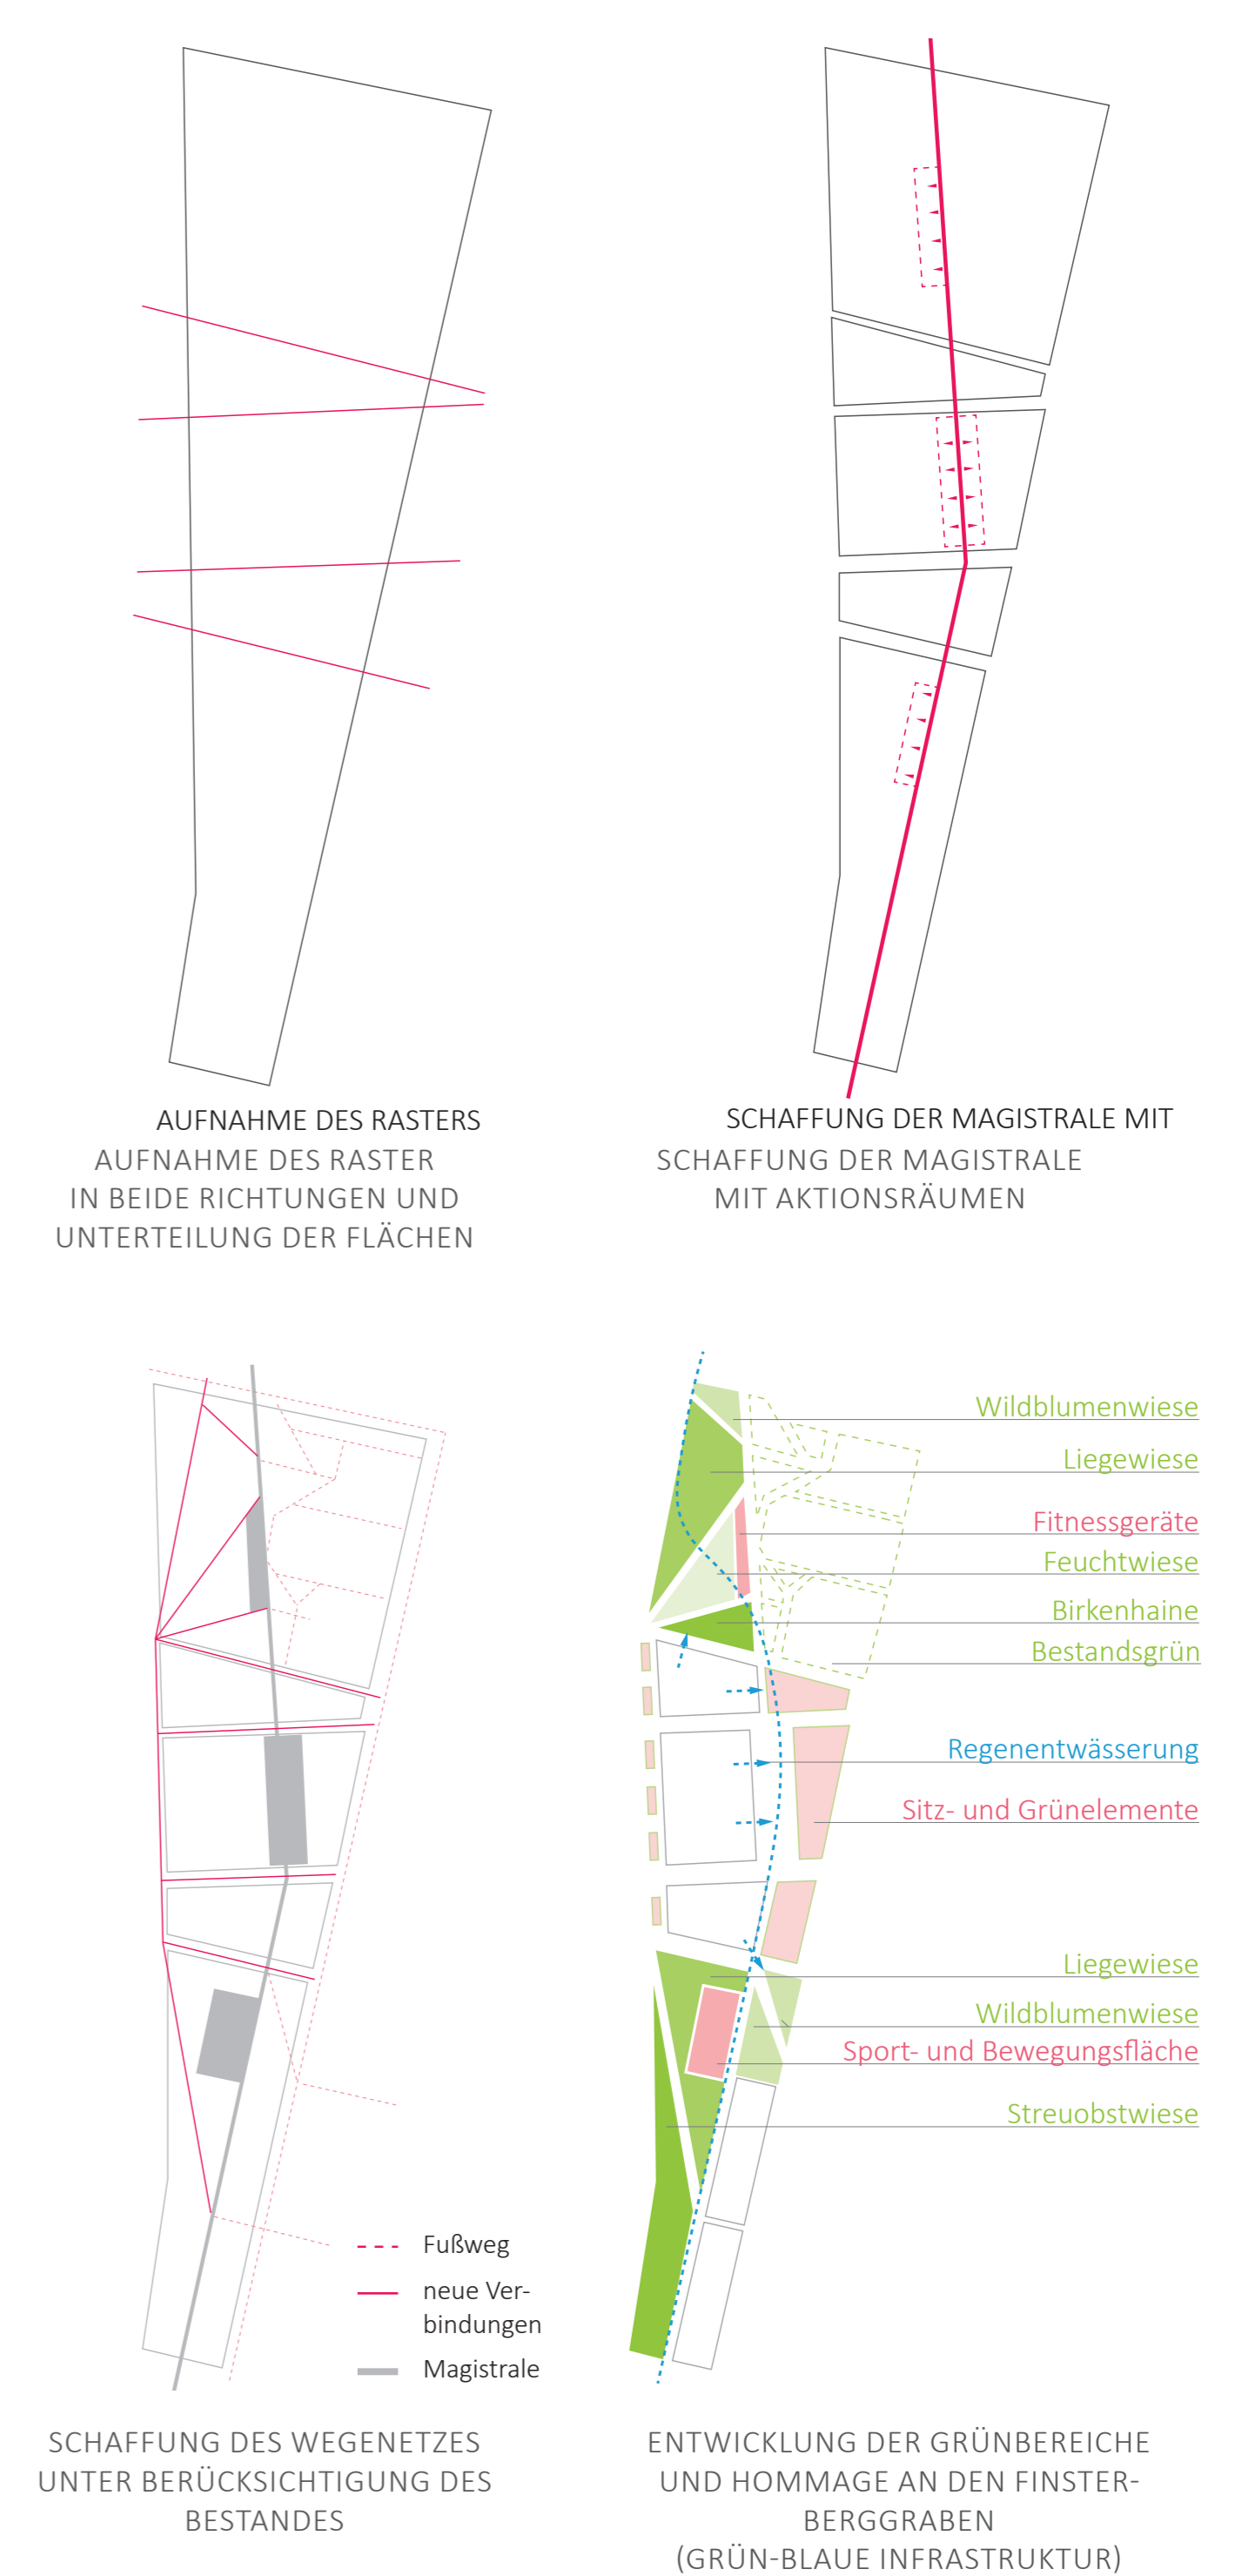 AUFNAHME DES RASTERS
AUFNAHME DES RASTER
IN BEIDE RICHTUNGEN UND
UNTERTEILUNG DER FLÄCHEN
SCHAFFUNG DER MAGISTRALE MIT
SCHAFFUNG DER MAGISTRALE
MIT AKTIONSRÄUMEN
Fußweg
neue Ver-
bindungen
Magistrale
SCHAFFUNG DES WEGENETZES
UNTER BERÜCKSICHTIGUNG DES
BESTANDES
Wildblumenwiese
Liegewiese
Fitnessgeräte
Feuchtwiese
Birkenhaine
Bestandsgrün
Regenentwässerung
Sitz- und Grünelemente
Liegewiese
Wildblumenwiese
Sport- und Bewegungsfläche
Streuobstwiese
ENTWICKLUNG DER GRÜNBEREICHE
UND HOMMAGE AN DEN FINSTER-
BERGGRABEN
(GRÜN-BLAUE INFRASTRUKTUR)